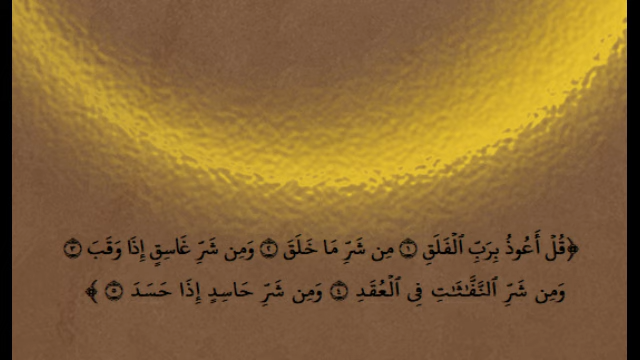 ﴿قُلۡ أَعُوذُ بِرَبِّ ٱلۡفَلَقِ ۝١ مِن شَرِّ مَا خَلَقَ ۝٢ وَمِن شَرِّ غَاسِقٍ إِذَا وَقَبَ ۝٣
وَمِن شَرِّ ٱلنَّفَّـٰثَـٰتِ فِى ٱلۡعُقَدِ ۝٤ وَمِن شَرِّ حَاسِدٍ إِذَا حَسَدَ ۝٥ ﴾